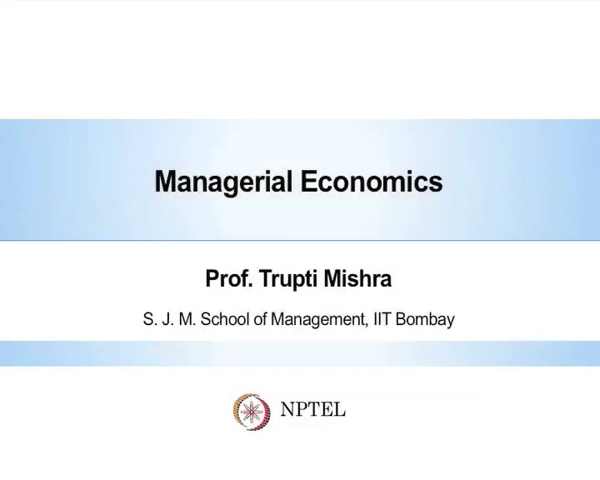 Managerial Economics
Prof. Trupti Mishra
S. J. M. School of Management, IIT Bombay
NPTEL